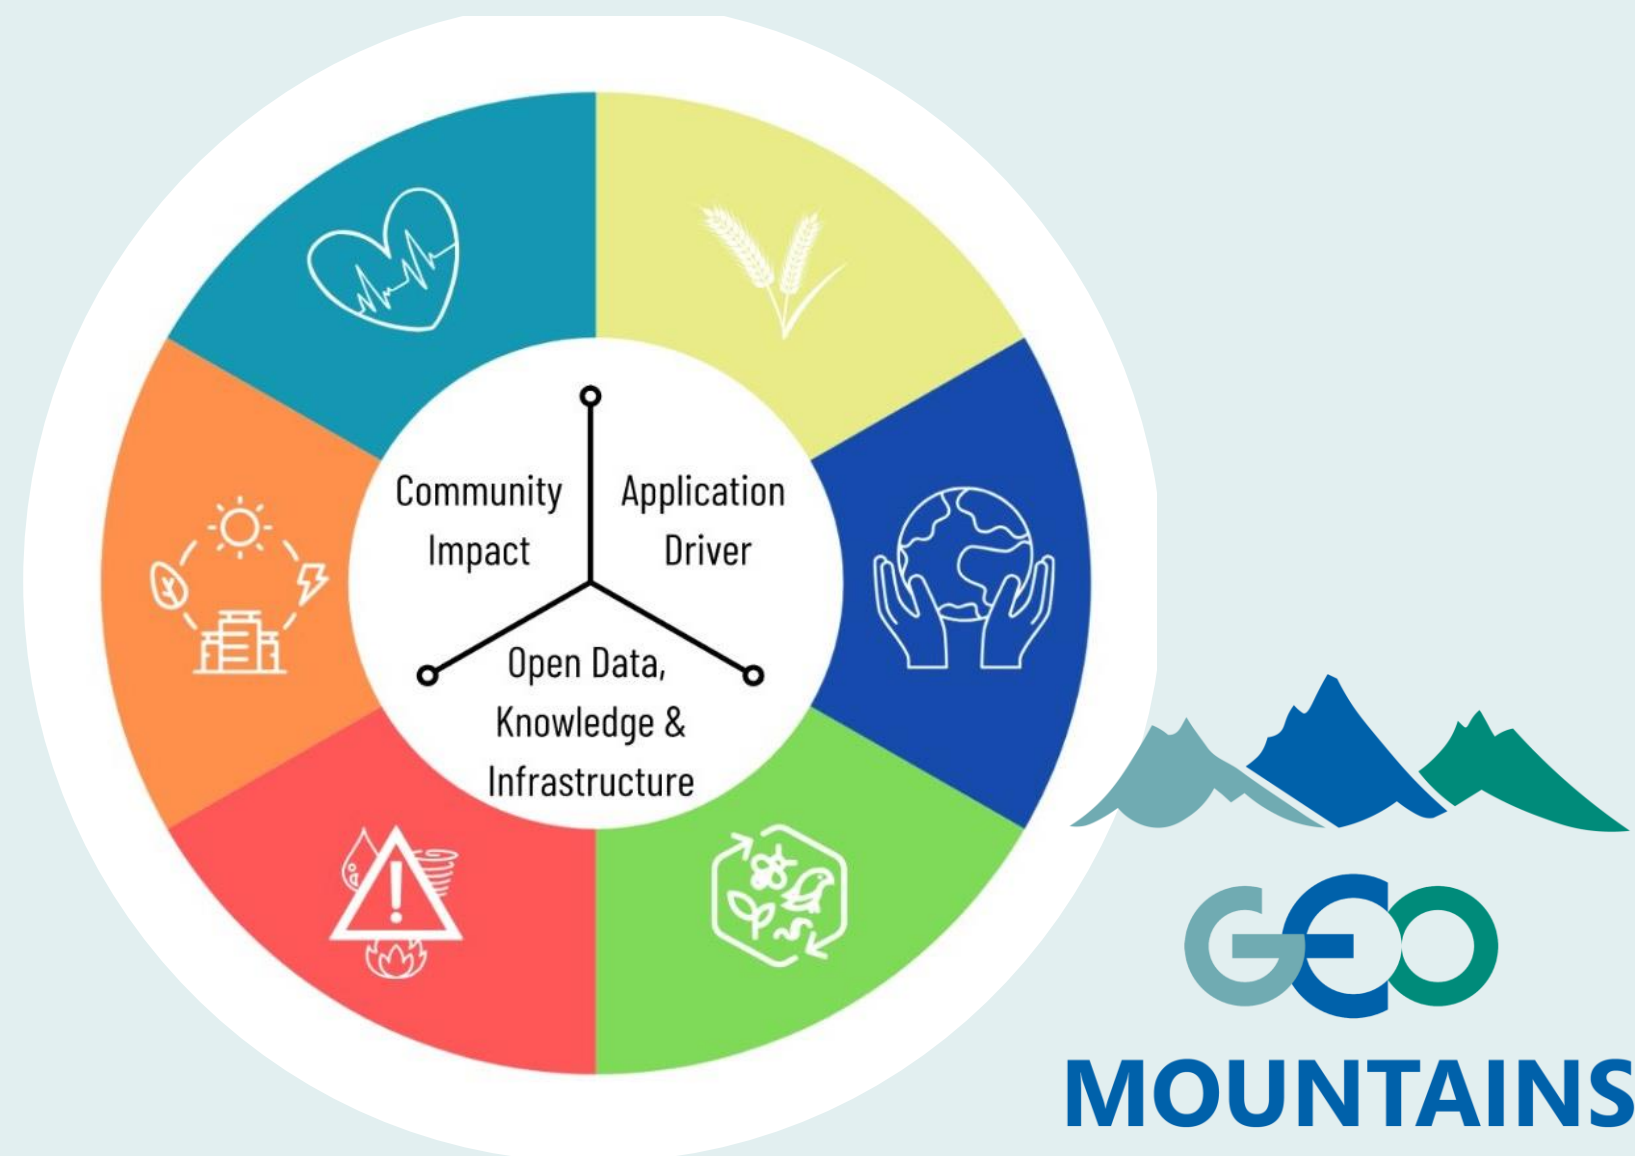 Community
Impact
Application
Driver
Open Data,
Knowledge &
Infrastructure
GEO
MOUNTAINS